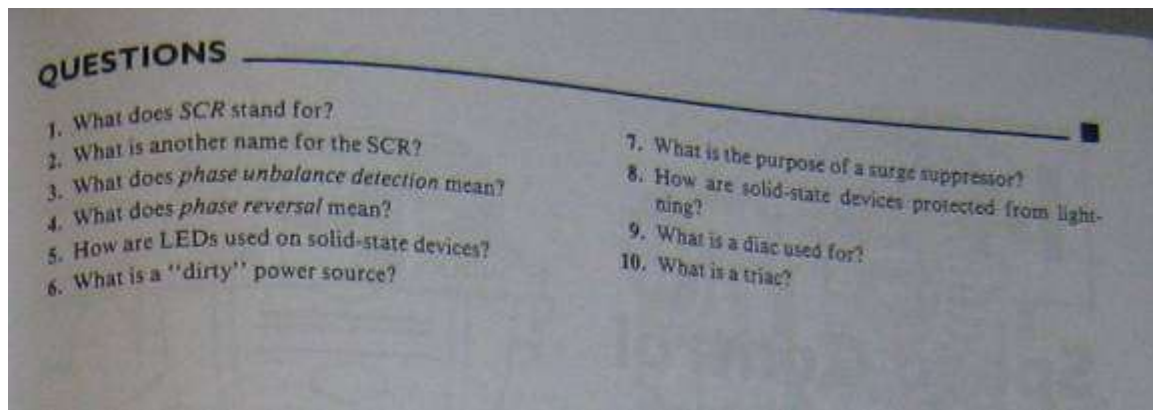 QUESTIONS
1. What does SCR stand for?
2. What is another name for the SCR?
3. What does phase unbalance detection mean?
4. What does phase reversal mean?
5. How are LEDs used on solid-state devices?
6. What is a "dirty" power source?
7. What is the purpose of a surge suppressor?
8. How are solid-state devices protected from light-
ning?
9. What is a diac used for?
10. What is a triac?